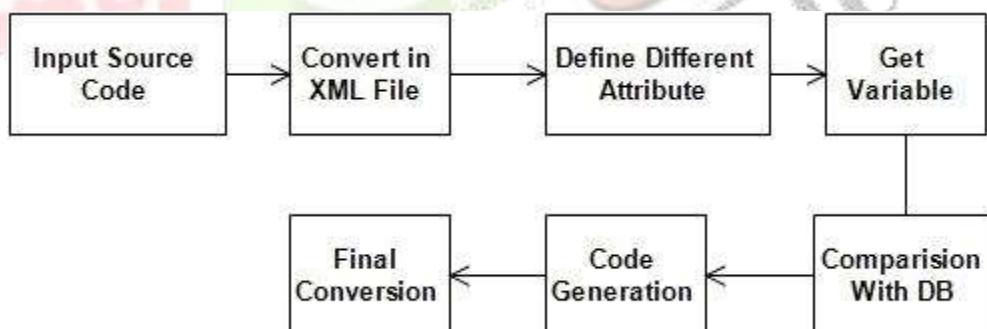 Input Source
Code
Convert in
XML File
Define Different
Attribute
Get
Variable
Comparision
With DB
Code
Generation
Final
Conversion